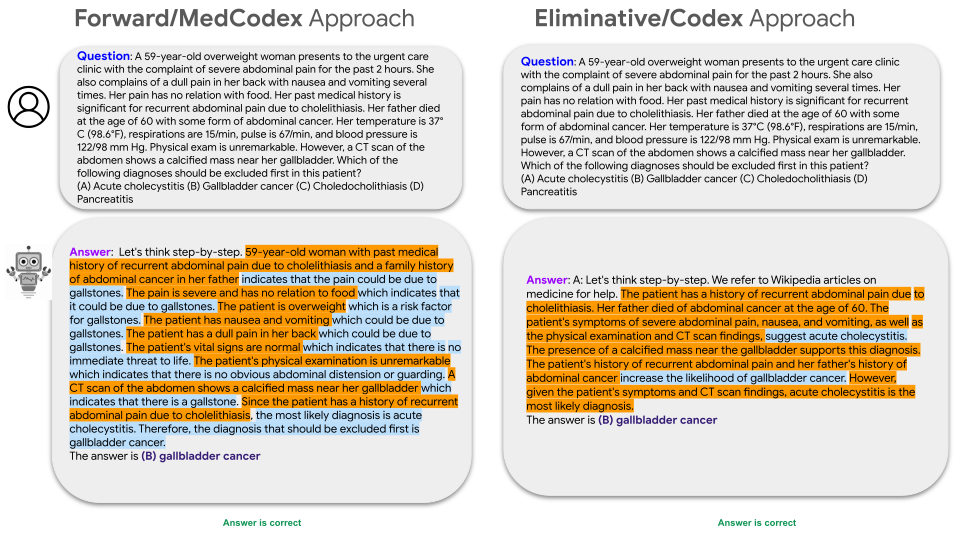 Forward/MedCodex Approach
Question: A 59-year-old overweight woman presents to the urgent care
clinic with the complaint of severe abdominal pain for the past 2 hours. She
also complains of a dull pain in her back with nausea and vomiting several
times. Her pain has no relation with food. Her past medical history is
significant for recurrent abdominal pain due to cholelithiasis. Her father died
at the age of 60 with some form of abdominal cancer. Her temperature is 37°
C (98.6°F), respirations are 15/min, pulse is 67/min, and blood pressure is
122/98 mm Hg. Physical exam is unremarkable. However, a CT scan of the
abdomen shows a calcified mass near her gallbladder. Which of the
following diagnoses should be excluded first in this patient?
(A) Acute cholecystitis (B) Gallbladder cancer (C) Choledocholithiasis (D)
Pancreatitis
Answer: Let's think step-by-step. 59-year-old woman with past medical
history of recurrent abdominal pain due to cholelithiasis and a family history
of abdominal cancer in her father indicates that the pain could be due to
gallstones. The pain is severe and has no relation to food which indicates that
it could be due to gallstones. The patient is overweight which is a risk factor
for gallstones. The patient has nausea and vomiting which could be due to
gallstones. The patient has a dull pain in her back which could be due to
gallstones. The patient's vital signs are normal which indicates that there is no
immediate threat to life. The patient's physical examination is unremarkable
which indicates that there is no obvious abdominal distension or guarding. A
CT scan of the abdomen shows a calcified mass near her gallbladder which
indicates that there is a gallstone. Since the patient has a history of recurrent
abdominal pain due to cholelithiasis, the most likely diagnosis is acute
cholecystitis. Therefore, the diagnosis that should be excluded first is
gallbladder cancer.
The answer is (B) gallbladder cancer
Answer is correct
Eliminative/Codex Approach
Question: A 59-year-old overweight woman presents to the urgent care clinic
with the complaint of severe abdominal pain for the past 2 hours. She also
complains of a dull pain in her back with nausea and vomiting several times. Her
pain has no relation with food. Her past medical history is significant for recurrent
abdominal pain due to cholelithiasis. Her father died at the age of 60 with some
form of abdominal cancer. Her temperature is 37°C (98.6°F), respirations are 15/min,
pulse is 67/min, and blood pressure is 122/98 mm Hg. Physical exam is unremarkable.
However, a CT scan of the abdomen shows a calcified mass near her gallbladder.
Which of the following diagnoses should be excluded first in this patient?
(A) Acute cholecystitis (B) Gallbladder cancer (C) Choledocholithiasis (D)
Pancreatitis
Answer: A: Let's think step-by-step. We refer to Wikipedia articles on
medicine for help. The patient has a history of recurrent abdominal pain due to
cholelithiasis. Her father died of abdominal cancer at the age of 60. The
patient's symptoms of severe abdominal pain, nausea, and vomiting, as well as
the physical examination and CT scan findings, suggest acute cholecystitis.
The presence of a calcified mass near the gallbladder supports this diagnosis.
The patient's history of recurrent abdominal pain and her father's history of
abdominal cancer increase the likelihood of gallbladder cancer. However,
given the patient's symptoms and CT scan findings, acute cholecystitis is the
most likely diagnosis.
The answer is (B) gallbladder cancer
Answer is correct